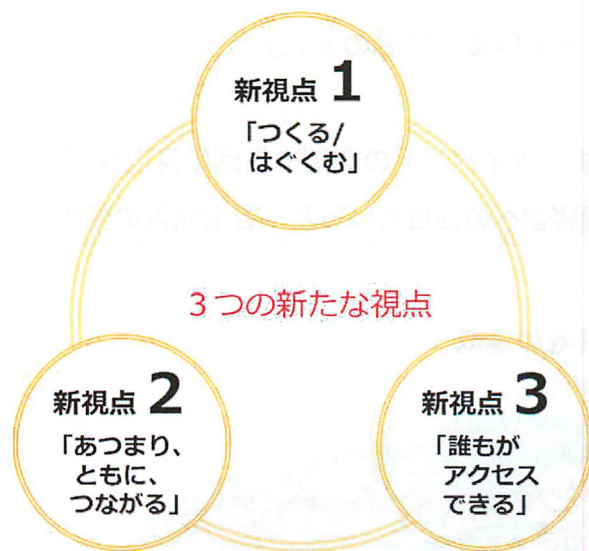 新視点 1
「つくる/
はぐくむ」
3つの新たな視点
新視点 2
「あつまり、
ともに、
つながる」
新視点 3
「誰もが
アクセス
できる」